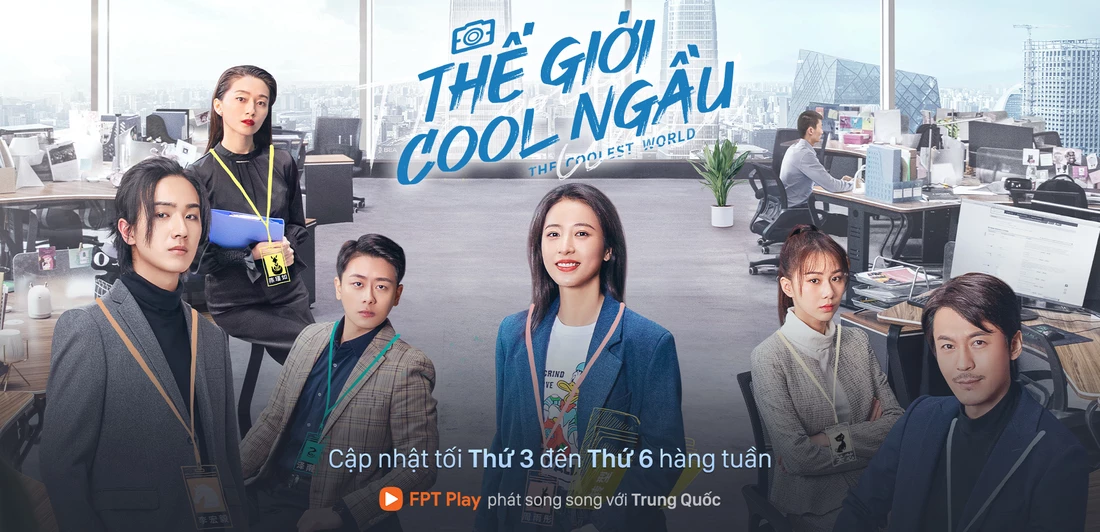 THẾ GIỚI
COOL NGẦU
THE COOLEST WORLD
Cập nhật tối Thứ 3 đến Thứ 6 hàng tuần
FPT Play phát song song với Trung Quốc